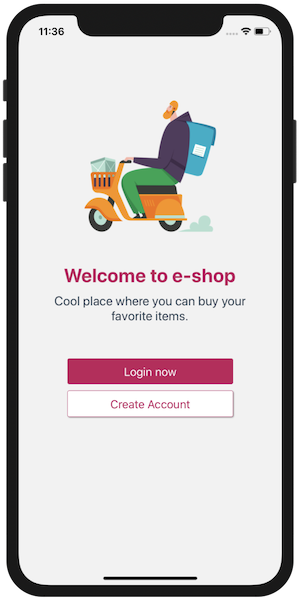 11:36
Welcome to e-shop
Cool place where you can buy your
favorite items.
Login now
Create Account